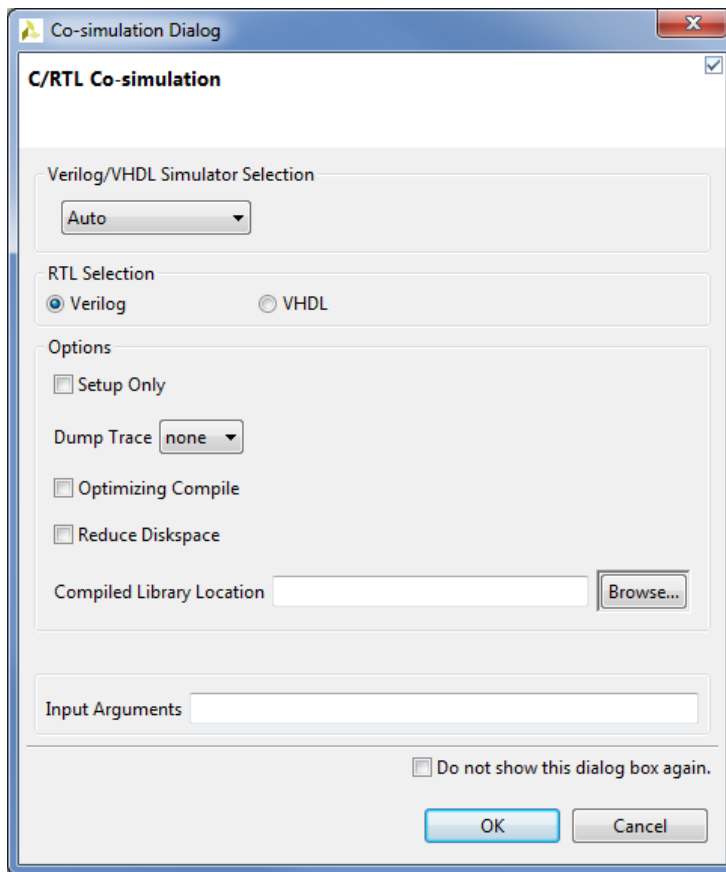 Co-simulation Dialog
C/RTL Co-simulation
Verilog/VHDL Simulator Selection
Auto
RTL Selection
Verilog VHDL
Options
Setup Only
Dump Trace none
Optimizing Compile
Reduce Diskspace
Compiled Library Location Browse...
Input Arguments
Do not show this dialog box again.
OK Cancel